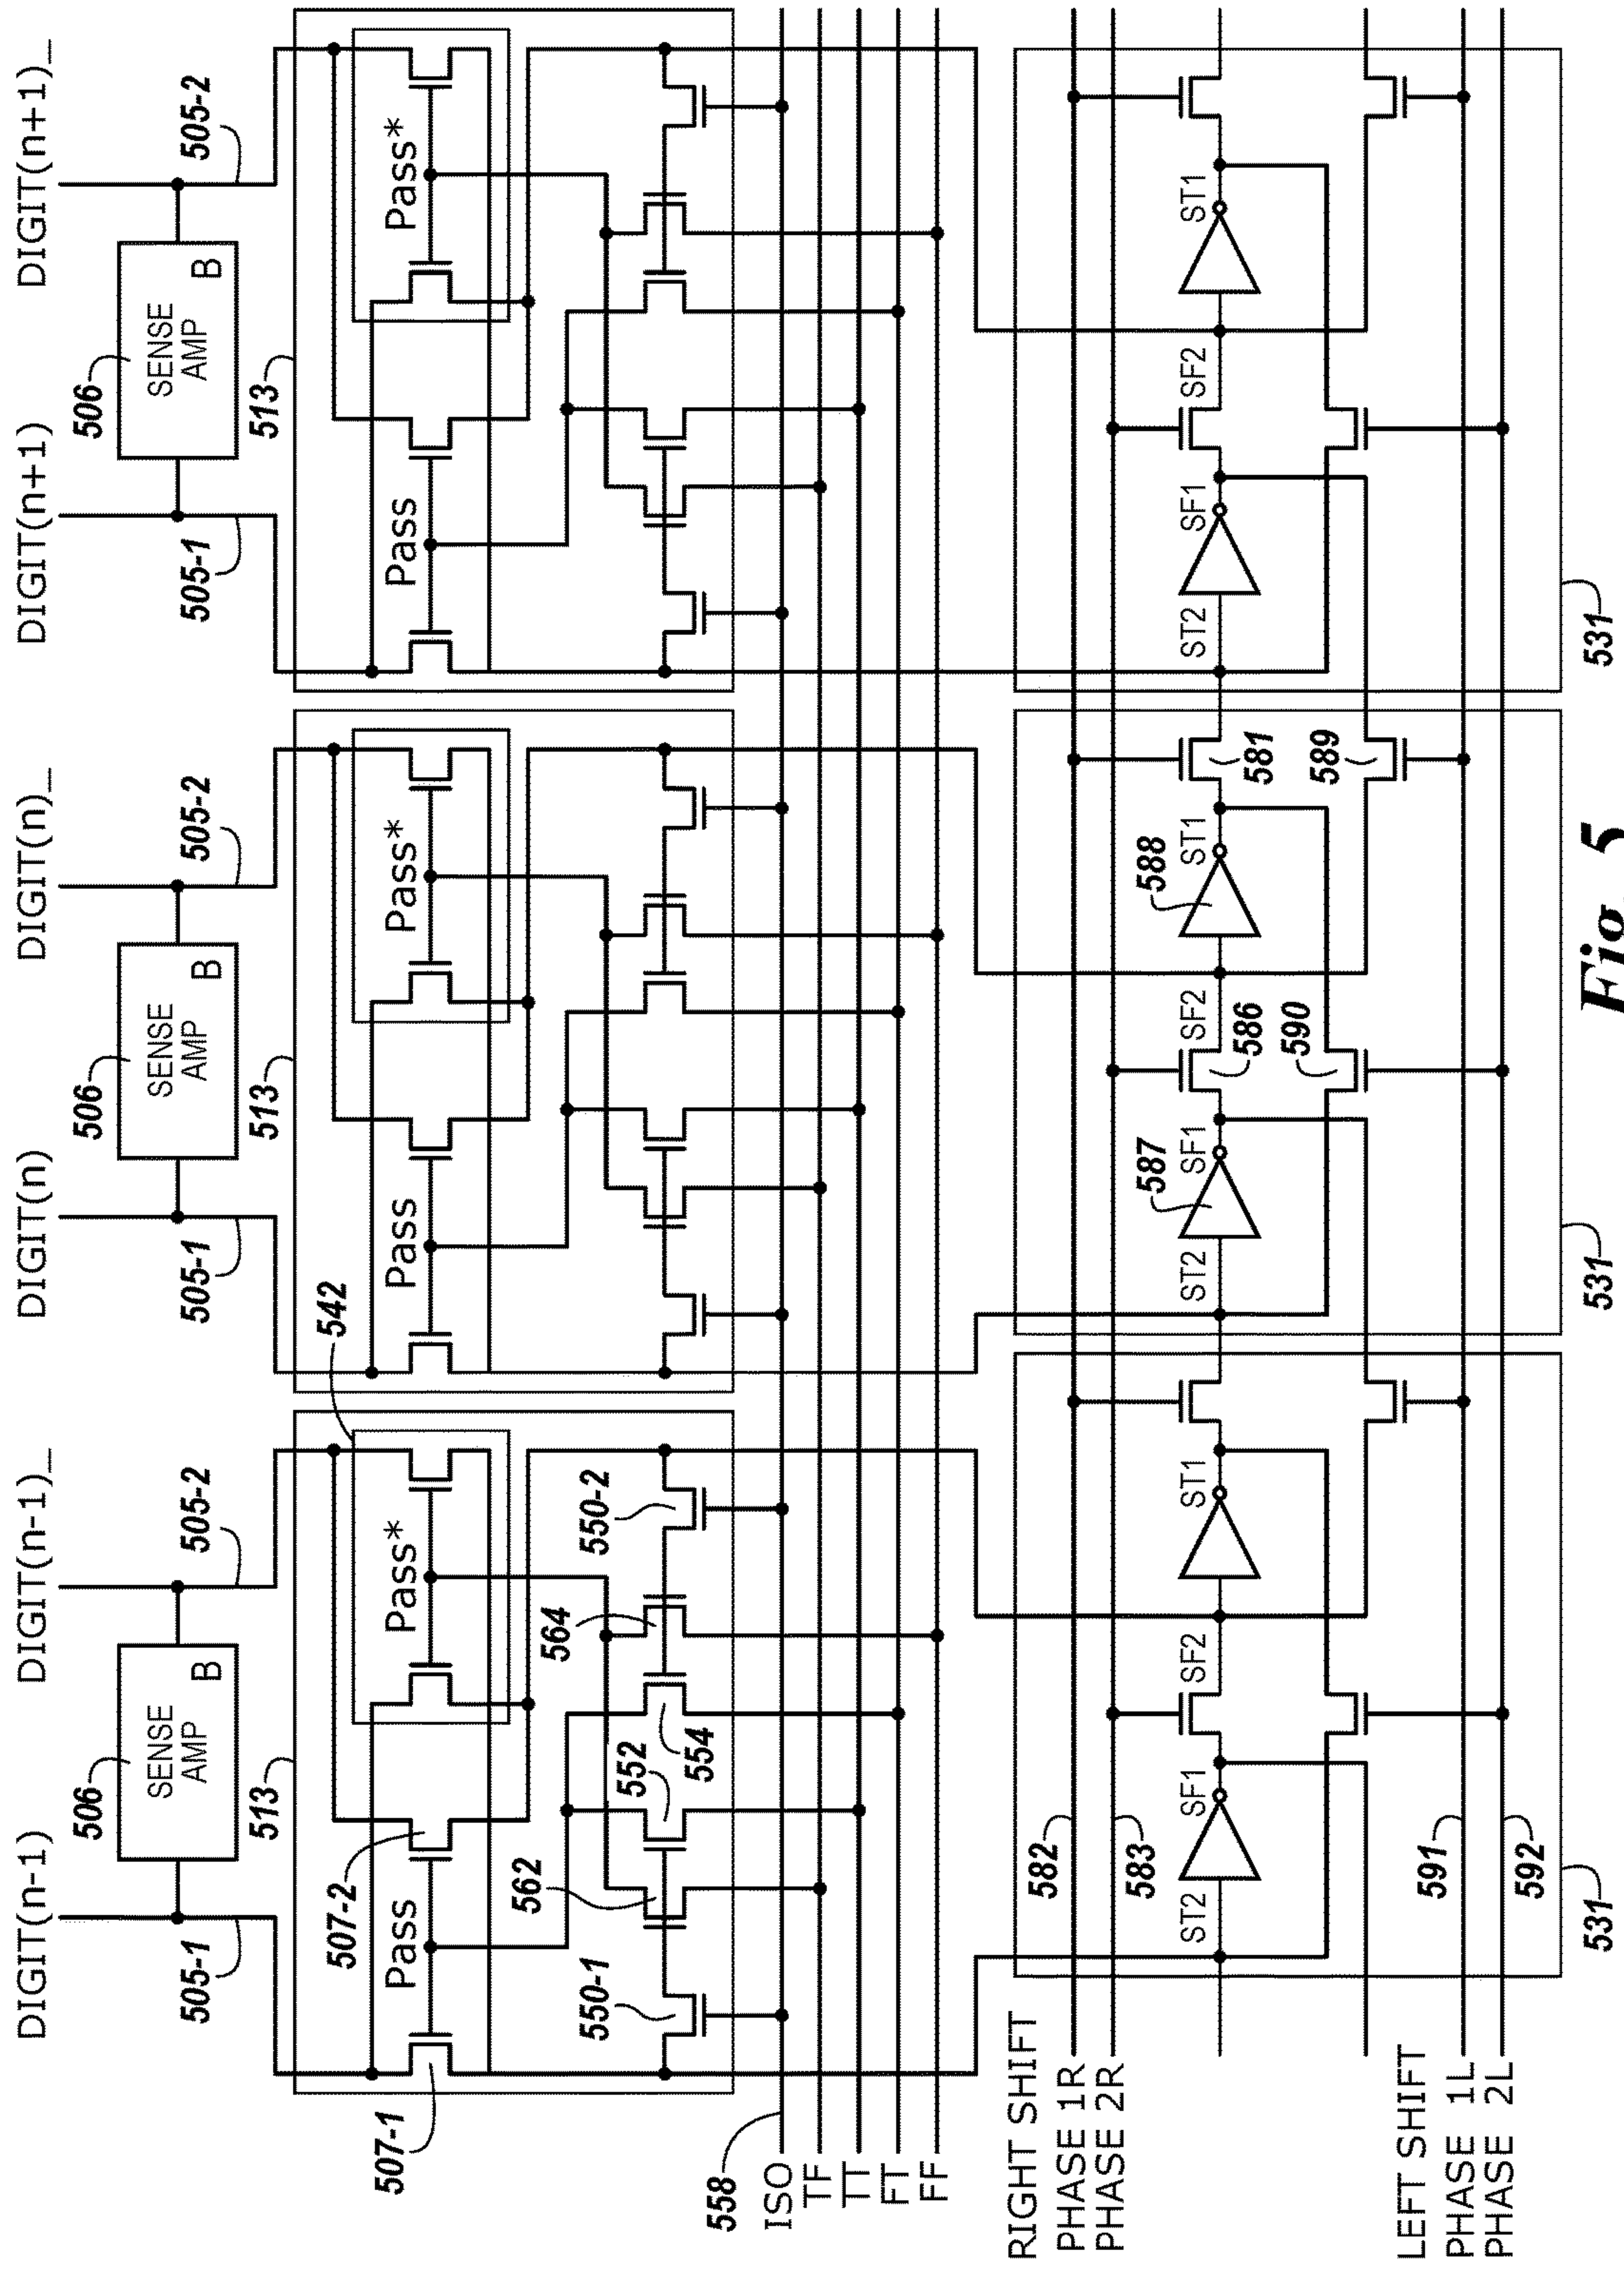 DIGIT(n-1)
DIGIT(n-1)_
DIGIT(n)
DIGIT(n)_
DIGIT(n+1)
DIGIT(n+1)_
506
SENSE
AMP
B
506
SENSE
AMP
B
506
SENSE
AMP
B
505-1
505-2
505-1
505-2
505-1
505-2
513
542
513
513
507-2
Pass
Pass*
Pass
Pass*
Pass
Pass*
507-1
562
552
564
550-1
554
550-2
558
ISO
TF
TT
FT
FF
RIGHT SHIFT
PHASE 1R
PHASE 2R
582
583
ST2
SF1
SF2
ST1
ST2
587
SF1
SF2
586
590
588
ST1
581
589
ST2
SF1
SF2
ST1
LEFT SHIFT
PHASE 1L
PHASE 2L
591
592
531
531
531
Fig. 5